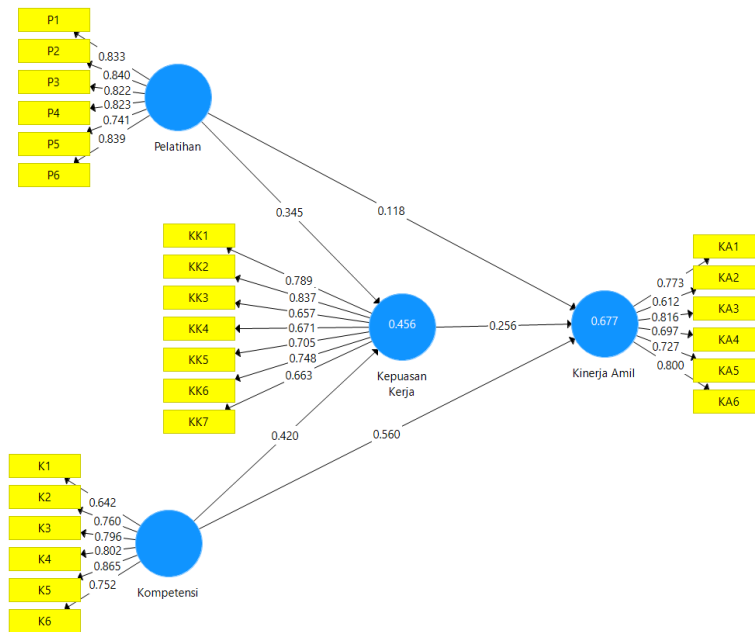 P1
P2
P3
P4
P5
P6
0.833
0.840
0.822
0.823
0.741
0.839
Pelatihan
0.345
0.118
KK1
KK2
KK3
KK4
KK5
KK6
KK7
0.789
0.837
0.657
0.671
0.705
0.748
0.663
0.456
Kepuasan
Kerja
0.256
0.677
Kinerja Amil
0.773
0.612
0.816
0.697
0.727
0.800
KA1
KA2
KA3
KA4
KA5
KA6
0.420
0.560
K1
K2
K3
K4
K5
K6
0.642
0.760
0.796
0.802
0.865
0.752
Kompetensi